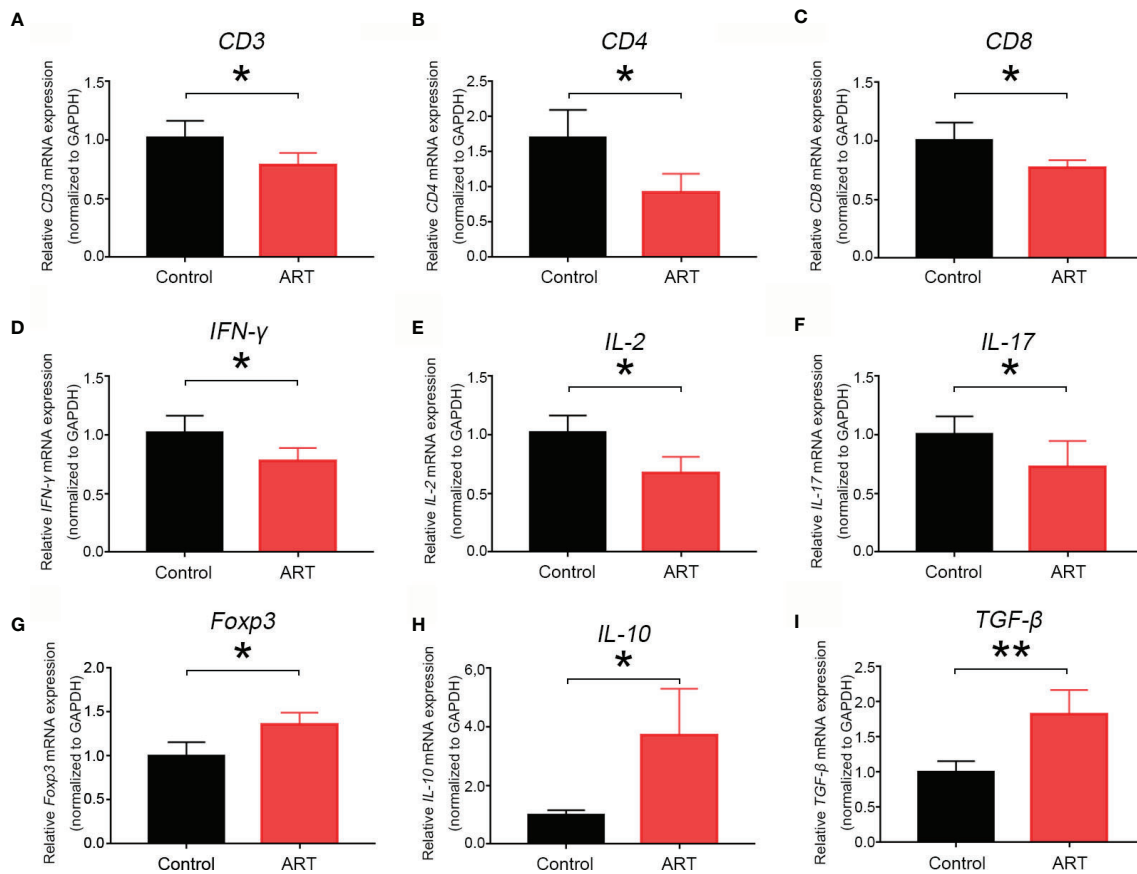 A
CD3
*
Relative CD3 mRNA expression
(normalized to GAPDH)
1.5
1.0
0.5
0.0
Control
ART
B
CD4
*
Relative CD4 mRNA expression
(normalized to GAPDH)
2.5
2.0
1.5
1.0
0.5
0.0
Control
ART
C
CD8
*
Relative CD8 mRNA expression
(normalized to GAPDH)
1.5
1.0
0.5
0.0
Control
ART
D
IFN-γ
*
Relative IFN-γ mRNA expression
(normalized to GAPDH)
1.5
1.0
0.5
0.0
Control
ART
E
IL-2
*
Relative IL-2 mRNA expression
(normalized to GAPDH)
1.5
1.0
0.5
0.0
Control
ART
F
IL-17
*
Relative IL-17 mRNA expression
(normalized to GAPDH)
1.5
1.0
0.5
0.0
Control
ART
G
Foxp3
*
Relative Foxp3 mRNA expression
(normalized to GAPDH)
2.0
1.5
1.0
0.5
0.0
Control
ART
H
IL-10
*
Relative IL-10 mRNA expression
(normalized to GAPDH)
6,0
4.0
2.0
0.0
Control
ART
I
TGF-β
**
Relative TGF-β mRNA expression
(normalized to GAPDH)
2.5
2.0
1.5
1.0
0.5
0.0
Control
ART